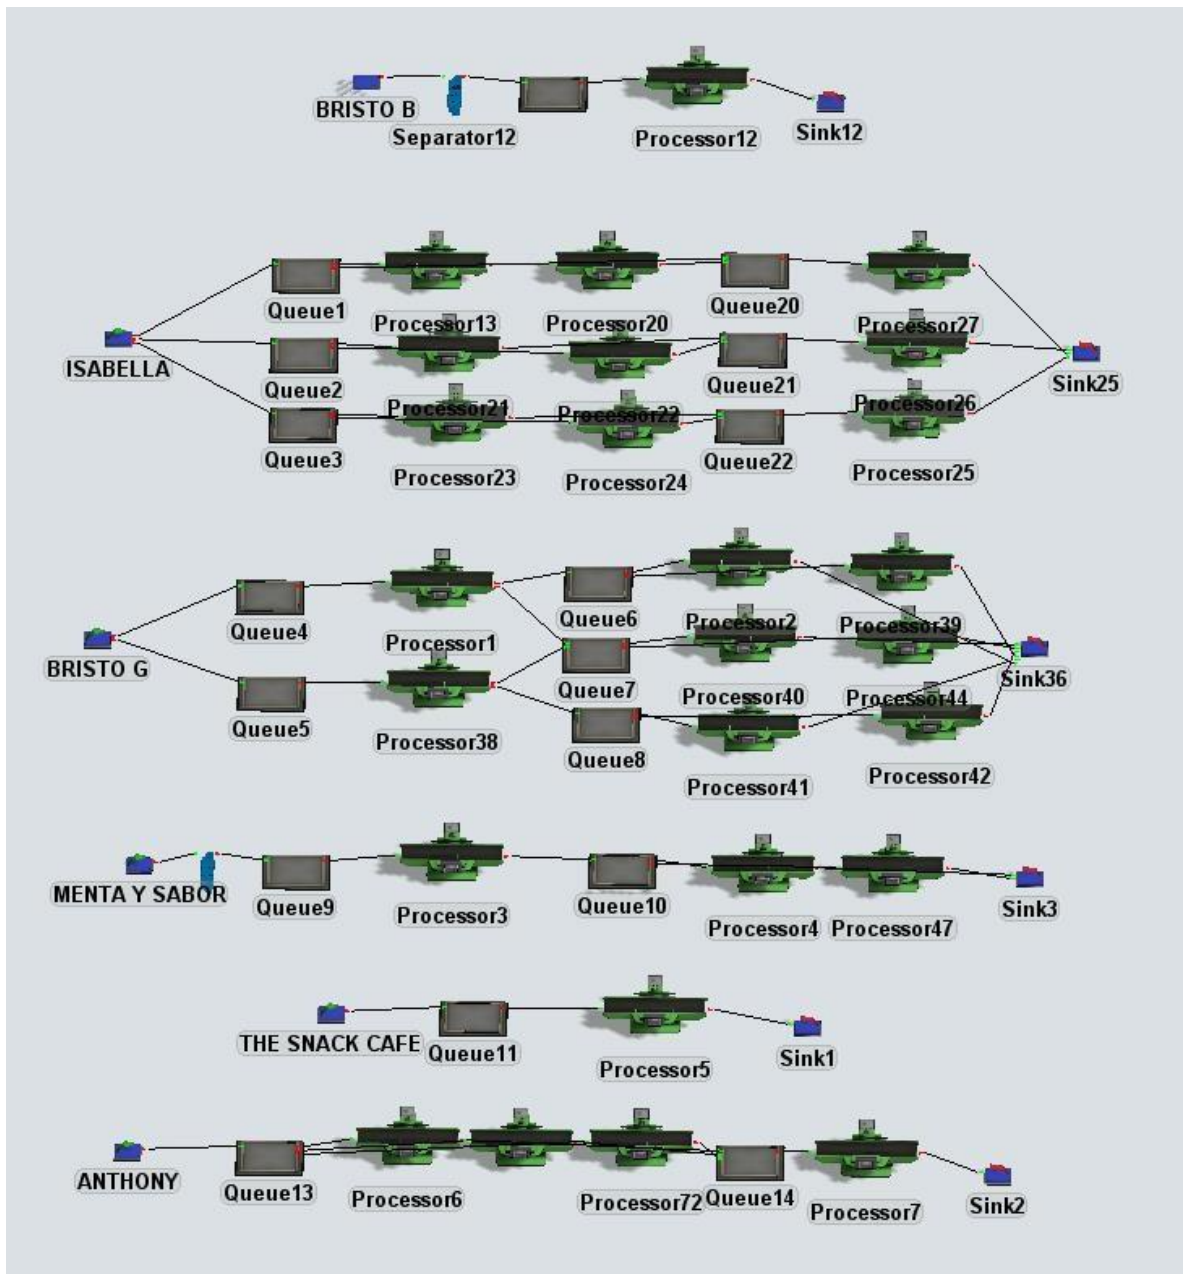 BRISTO B
Separator12
Processor12
Sink12
Queue1
Processor13
Processor20
Queue20
Processor27
ISABELLA
Queue2
Processor21
Processor22
Queue21
Processor26
Sink25
Queue3
Processor23
Processor24
Queue22
Processor25
BRISTO G
Queue4
Processor1
Queue6
Processor2
Processor39
Queue5
Processor38
Queue7
Processor40
Processor44
Sink36
Queue8
Processor41
Processor42
MENTA Y SABOR
Queue9
Processor3
Queue10
Processor4
Processor47
Sink3
THE SNACK CAFE
Queue11
Processor5
Sink1
ANTHONY
Queue13
Processor6
Processor72
Queue14
Processor7
Sink2